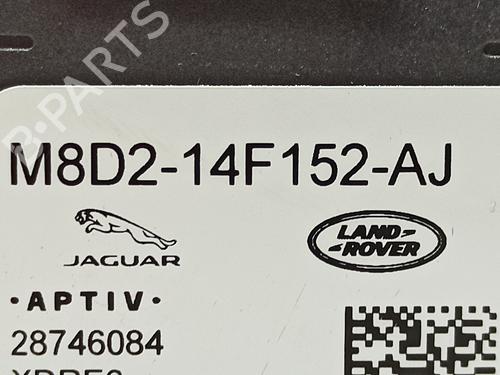 B-PARTS
M8D2-14F152-AJ
JAGUAR
LAND
ROVER
·APTIV·
28746084